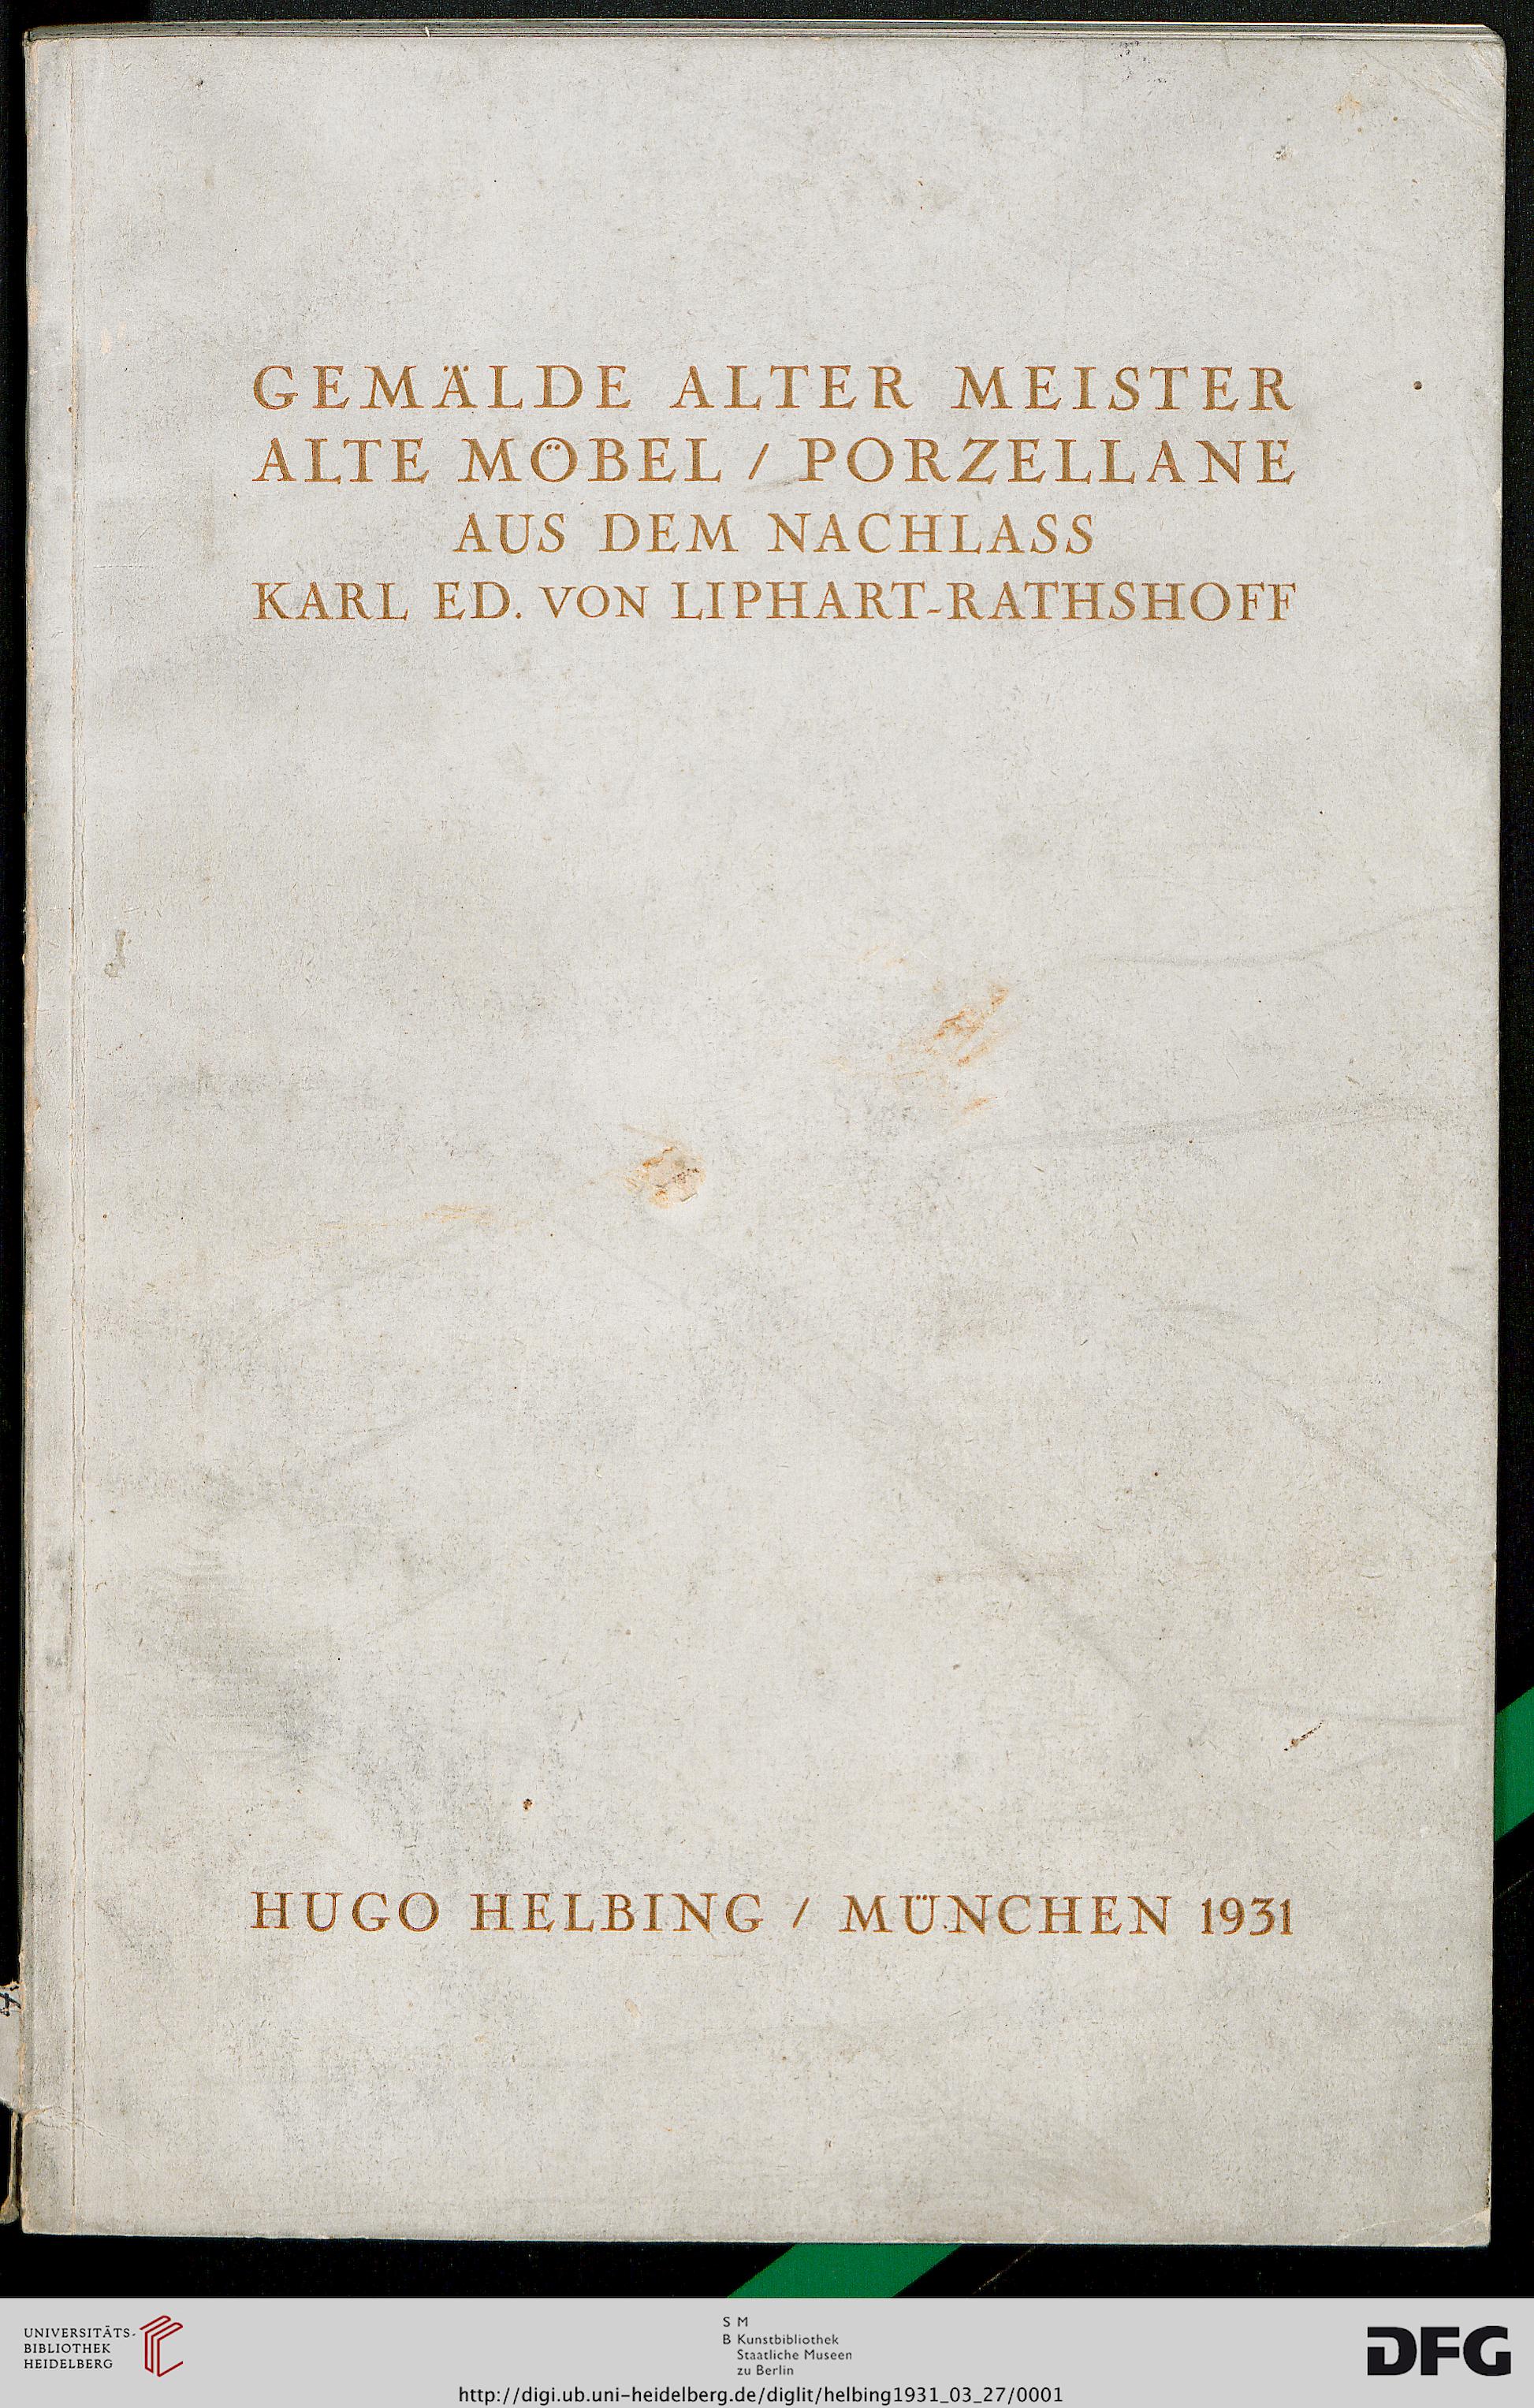 GEMÄLDE ALTER MEISTER
ALTE MÖBEL / PORZELLANE
AUS DEM NACHLASS
KARL ED. VON LIPHART-RATHSHOFF
HUGO HELBING / MÜNCHEN 1931
UNIVERSITÄTS-
BIBLIOTHEK
HEIDELBERG
S M
B Kunstbibliothek
Staatliche Museen
zu Berlin
DFG
http://digi.ub.uni-heidelberg.de/diglit/helbing1931_03_27/0001